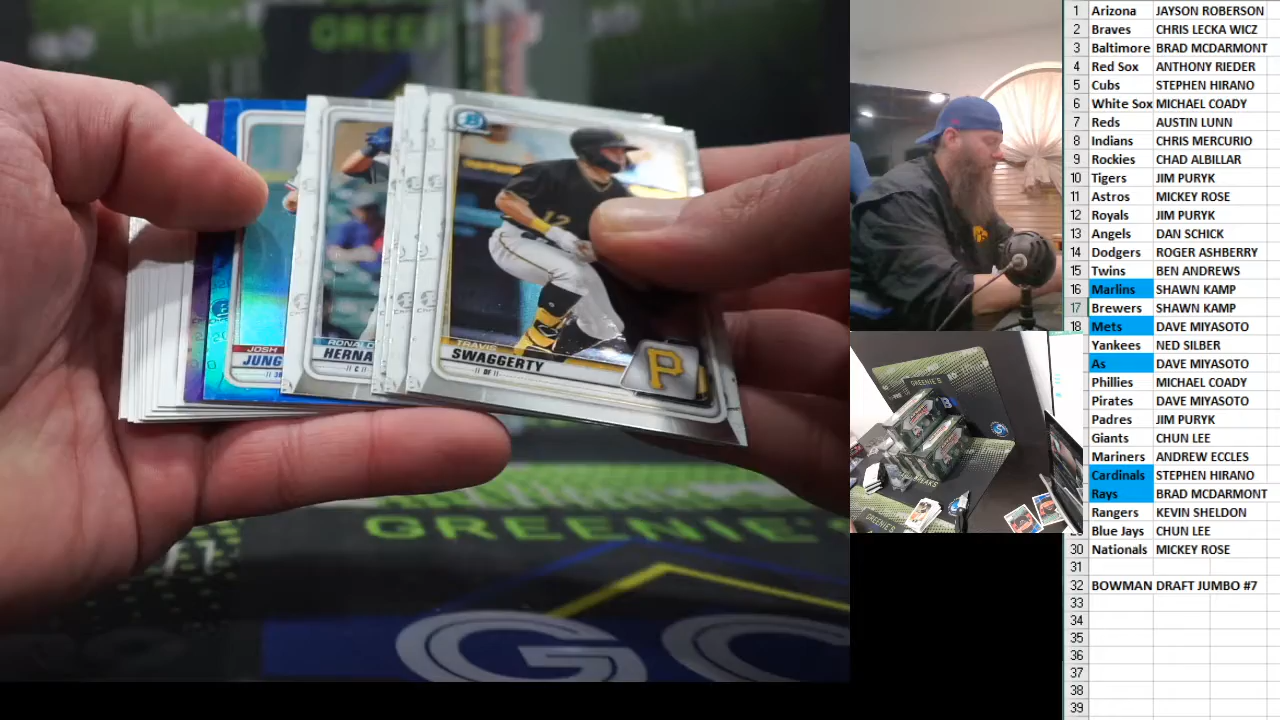 GREENIE'S
12
B
TRAVIS
SWAGGERTY
OF
P
RONALD
HERNA
C
JOSH
JUNG
GREENIE'S
GC
GREENIE'S
1 Arizona JAYSON ROBERSON
2 Braves CHRIS LECKA WICZ
3 Baltimore BRAD MCDARMONT
4 Red Sox ANTHONY RIEDER
5 Cubs STEPHEN HIRANO
6 White Sox MICHAEL COADY
7 Reds AUSTIN LUNN
8 Indians CHRIS MERCURIO
9 Rockies CHAD ALBILLAR
10 Tigers JIM PURYK
11 Astros MICKEY ROSE
12 Royals JIM PURYK
13 Angels DAN SCHICK
14 Dodgers ROGER ASHBERRY
15 Twins BEN ANDREWS
16 Marlins SHAWN KAMP
17 Brewers SHAWN KAMP
18 Mets DAVE MIYASOTO
Yankees NED SILBER
As DAVE MIYASOTO
Phillies MICHAEL COADY
Pirates DAVE MIYASOTO
Padres JIM PURYK
Giants CHUN LEE
Mariners ANDREW ECCLES
Cardinals STEPHEN HIRANO
Rays BRAD MCDARMONT
Rangers KEVIN SHELDON
Blue Jays CHUN LEE
30 Nationals MICKEY ROSE
31
32 BOWMAN DRAFT JUMBO #7
33
34
35
36
37
38
39